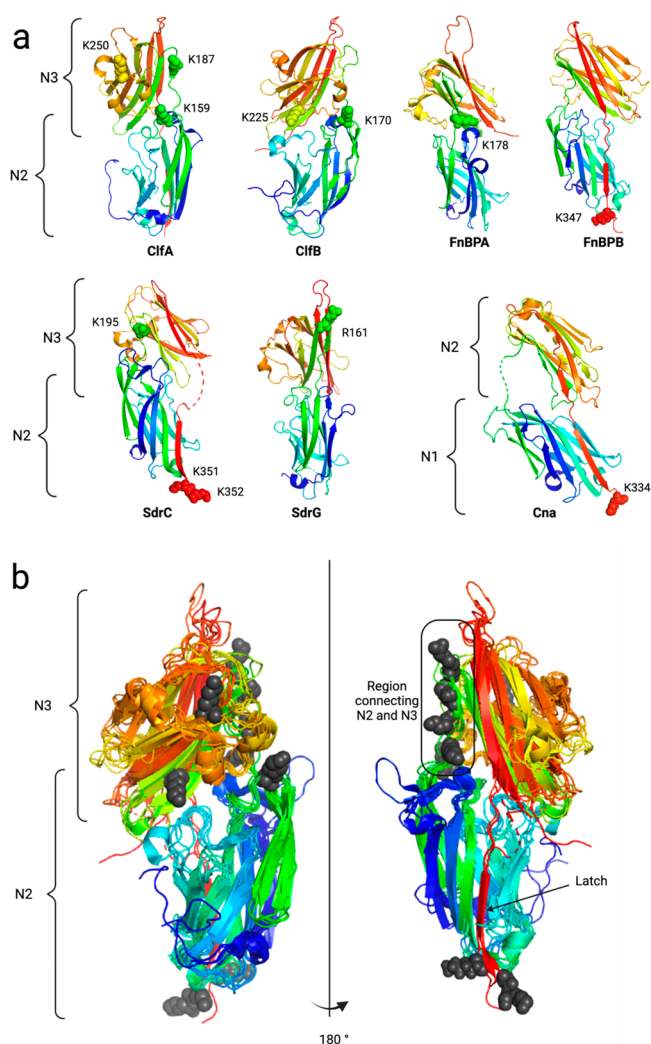 a
K250
K187
K159
N3
N2
ClfA
K225
K170
ClfB
K178
FnBPA
K347
FnBPB
K195
N3
N2
K351
K352
SdrC
R161
SdrG
N2
N1
K334
Cna
b
N3
N2
Region
connecting
N2 and N3
Latch
180 °